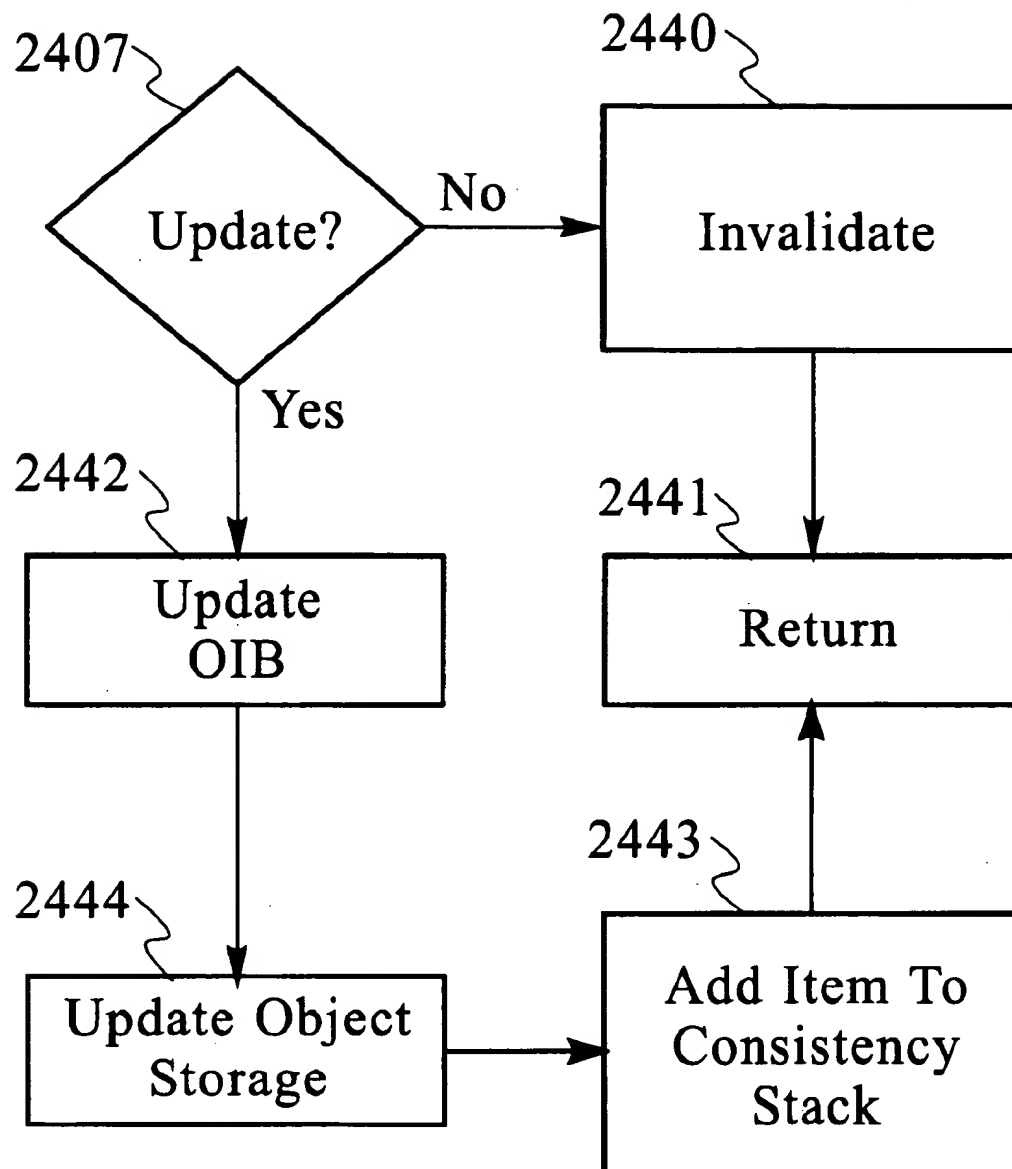 2407
2440
Update?
No
Invalidate
Yes
2442
2441
Update
OIB
Return
2443
2444
Update Object
Storage
Add Item To
Consistency
Stack